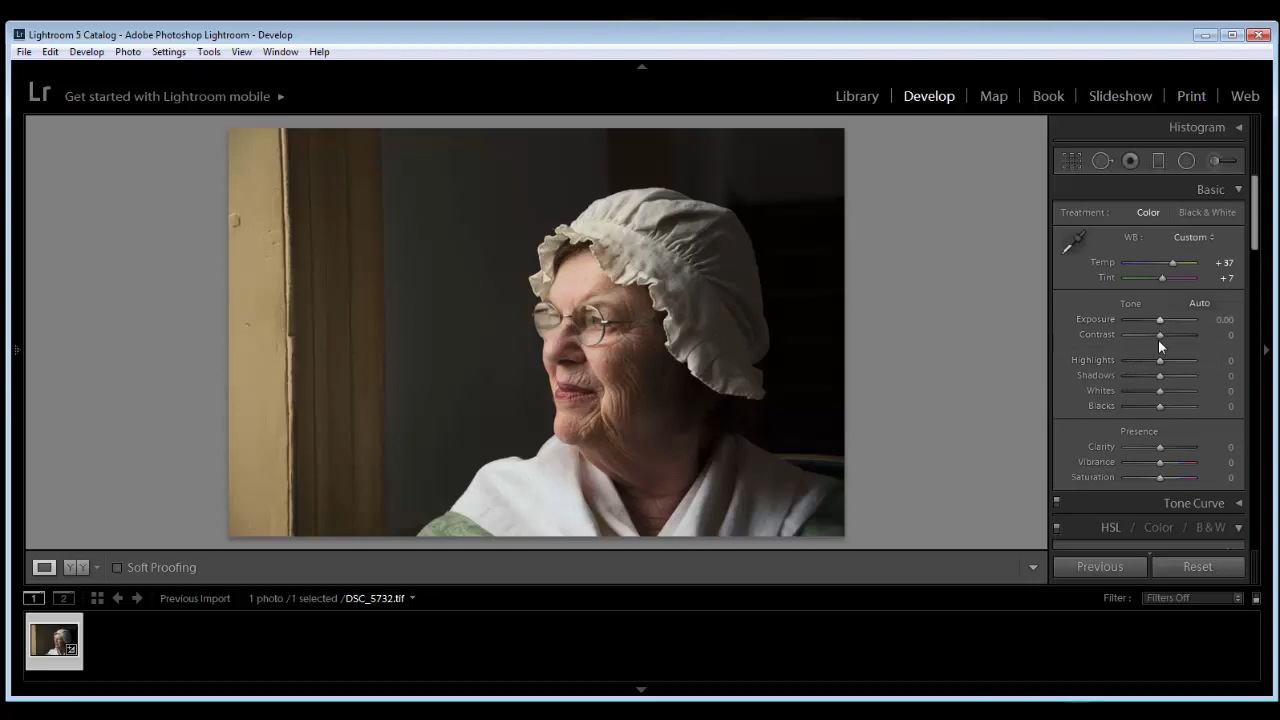 Lightroom 5 Catalog - Adobe Photoshop Lightroom - Develop
File Edit Develop Photo Settings Tools View Window Help
Lr Get started with Lightroom mobile ▸ Library Develop Map Book Slideshow Print Web
Histogram
Basic
Treatment : Color Black & White
WB : Custom
Temp + 37
Tint + 7
Tone Auto
Exposure 0.00
Contrast 0
Highlights 0
Shadows 0
Whites 0
Blacks 0
Presence
Clarity 0
Vibrance 0
Saturation 0
Tone Curve
HSL / Color / B & W
Previous Reset
Y Y Soft Proofing
1 2 Previous Import 1 photo / 1 selected / DSC_5732.tif Filter : Filters Off